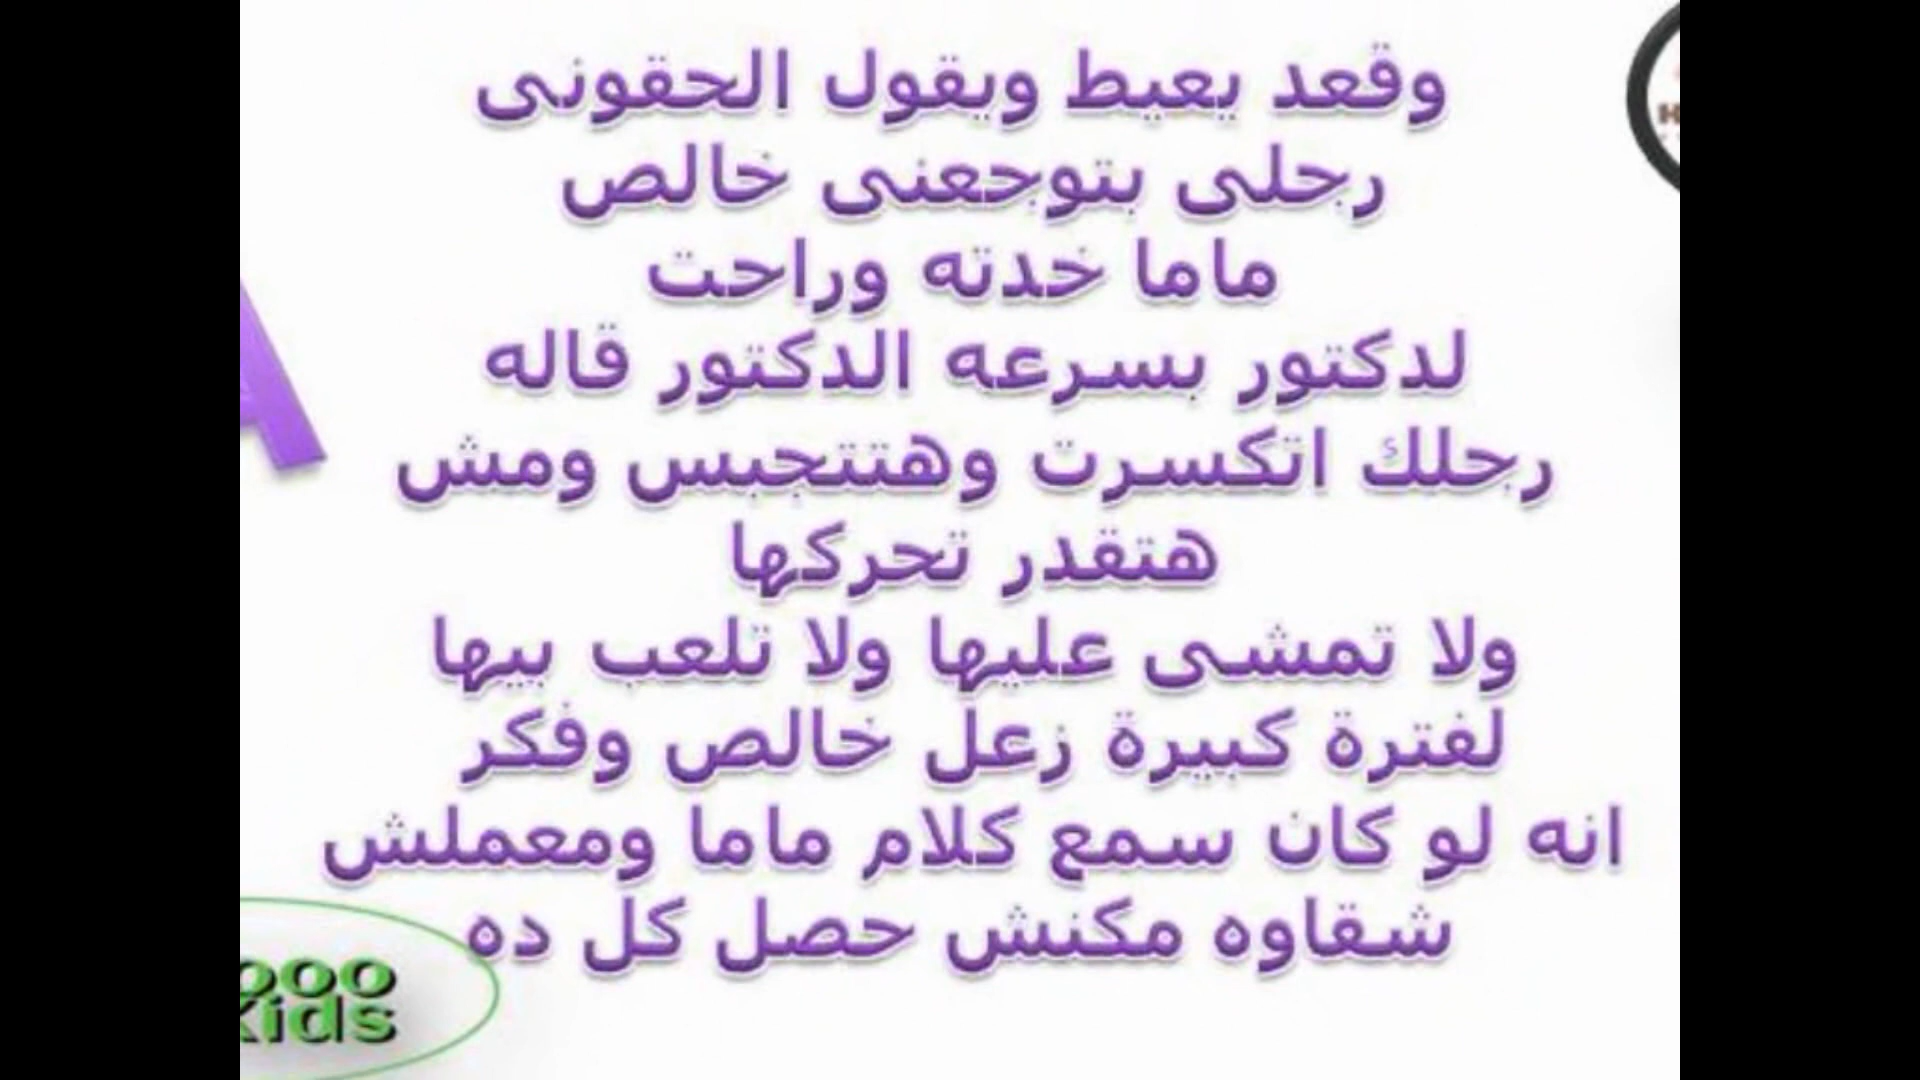 وقعد يعيط ويقول الحقونى
رجلى بتوجعنى خالص
ماما خدته وراحت
لدكتور بسرعه الدكتور قاله
رجلك اتكسرت وهتتجبس ومش
هتقدر تحركها
ولا تمشى عليها ولا تلعب بيها
لفترة كبيرة زعل خالص وفكر
انه لو كان سمع كلام ماما ومعملش
شقاوه مكنش حصل كل ده
A
ooo
Kids
H